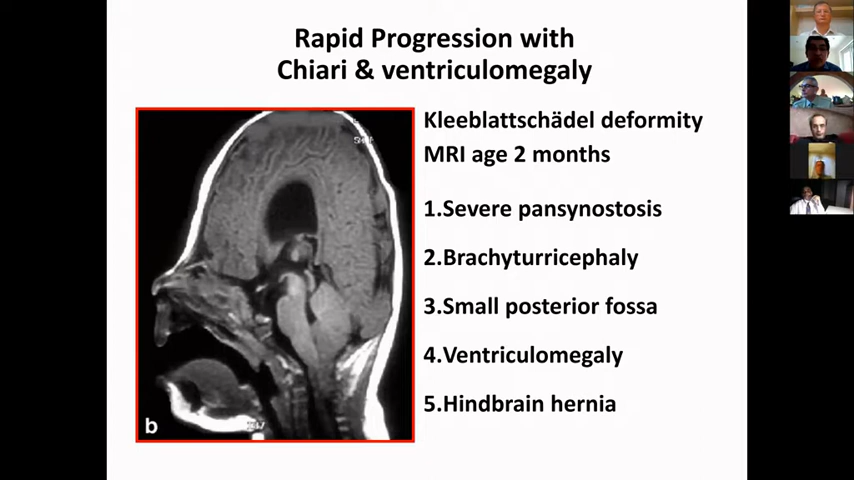 Rapid Progression with
Chiari & ventriculomegaly
Kleeblattschädel deformity
MRI age 2 months
1.Severe pansynostosis
2.Brachyturricephaly
3.Small posterior fossa
4.Ventriculomegaly
5.Hindbrain hernia
b